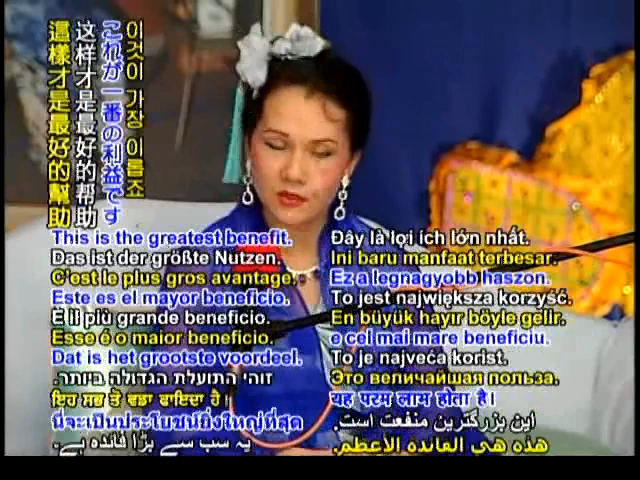 이것이 가장 이롭죠
これが一番の利益です
这样才是最好的帮助
這樣才是最好的幫助
This is the greatest benefit.
Das ist der größte Nutzen.
C'est le plus gros avantage.
Este es el mayor beneficio.
E il più grande beneficio.
Esse é o maior beneficio.
Dat is het grootste voordeel.
זוהי התועלת הגדולה ביותר.
ਇਹ ਸਭ ਤੋਂ ਵਡਾ ਫਾਇਦਾ ਹੈ।
นี่จะเป็นประโยชน์ยิ่งใหญ่ที่สุด
یہ سب سے بڑا فائدہ ہے.
Đây là lợi ích lớn nhất.
Ini baru manfaat terbesar.
Ez a legnagyobb haszon.
To jest największa korzyść.
En büyük hayır böyle gelir.
e cel mai mare beneficiu.
To je najveća korist.
Это величайшая польза.
यह परम लाभ होता है।
این بزرگترین منفعت است.
هذه هي الفائدة الأعظم.